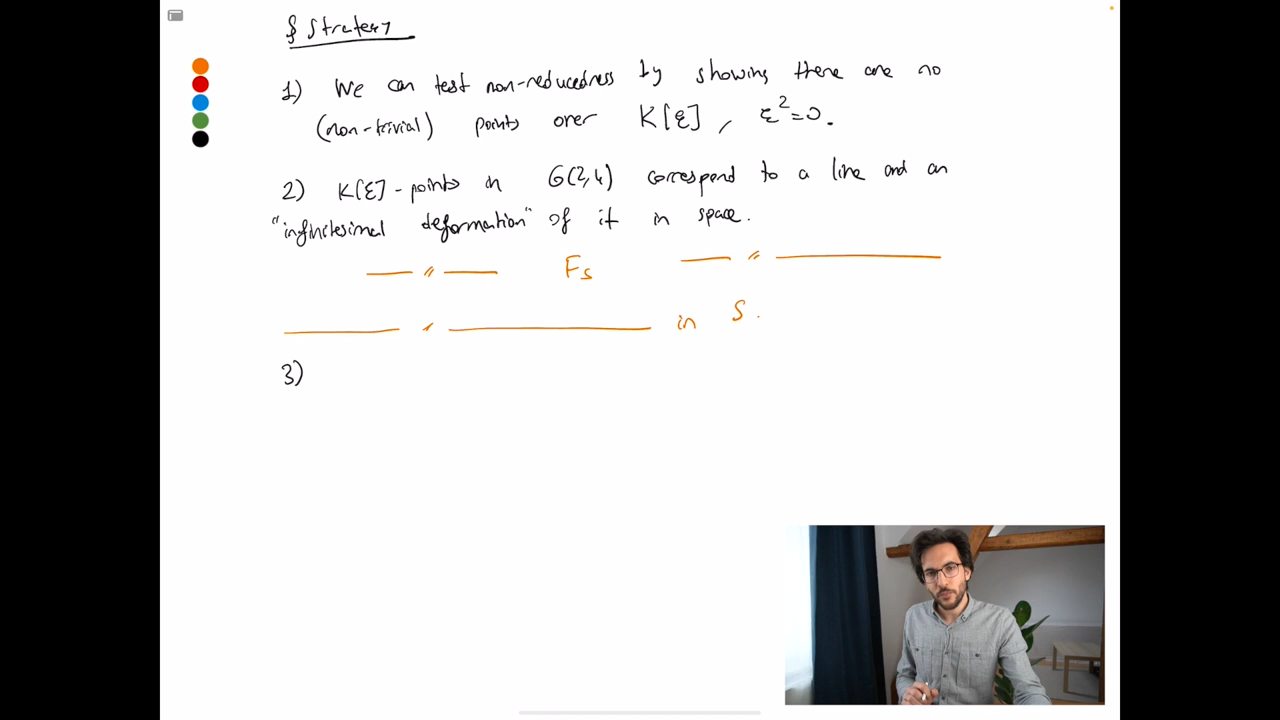 § Strategy
1) We can test non-reducedness by showing there are no
(non-trivial) points over K[ε], ε²=0.
2) K[ε]-points in G(2,4) correspond to a line and an
"infinitesimal deformation" of it in space.
— " — Fs — " —
— " — in S.
3)